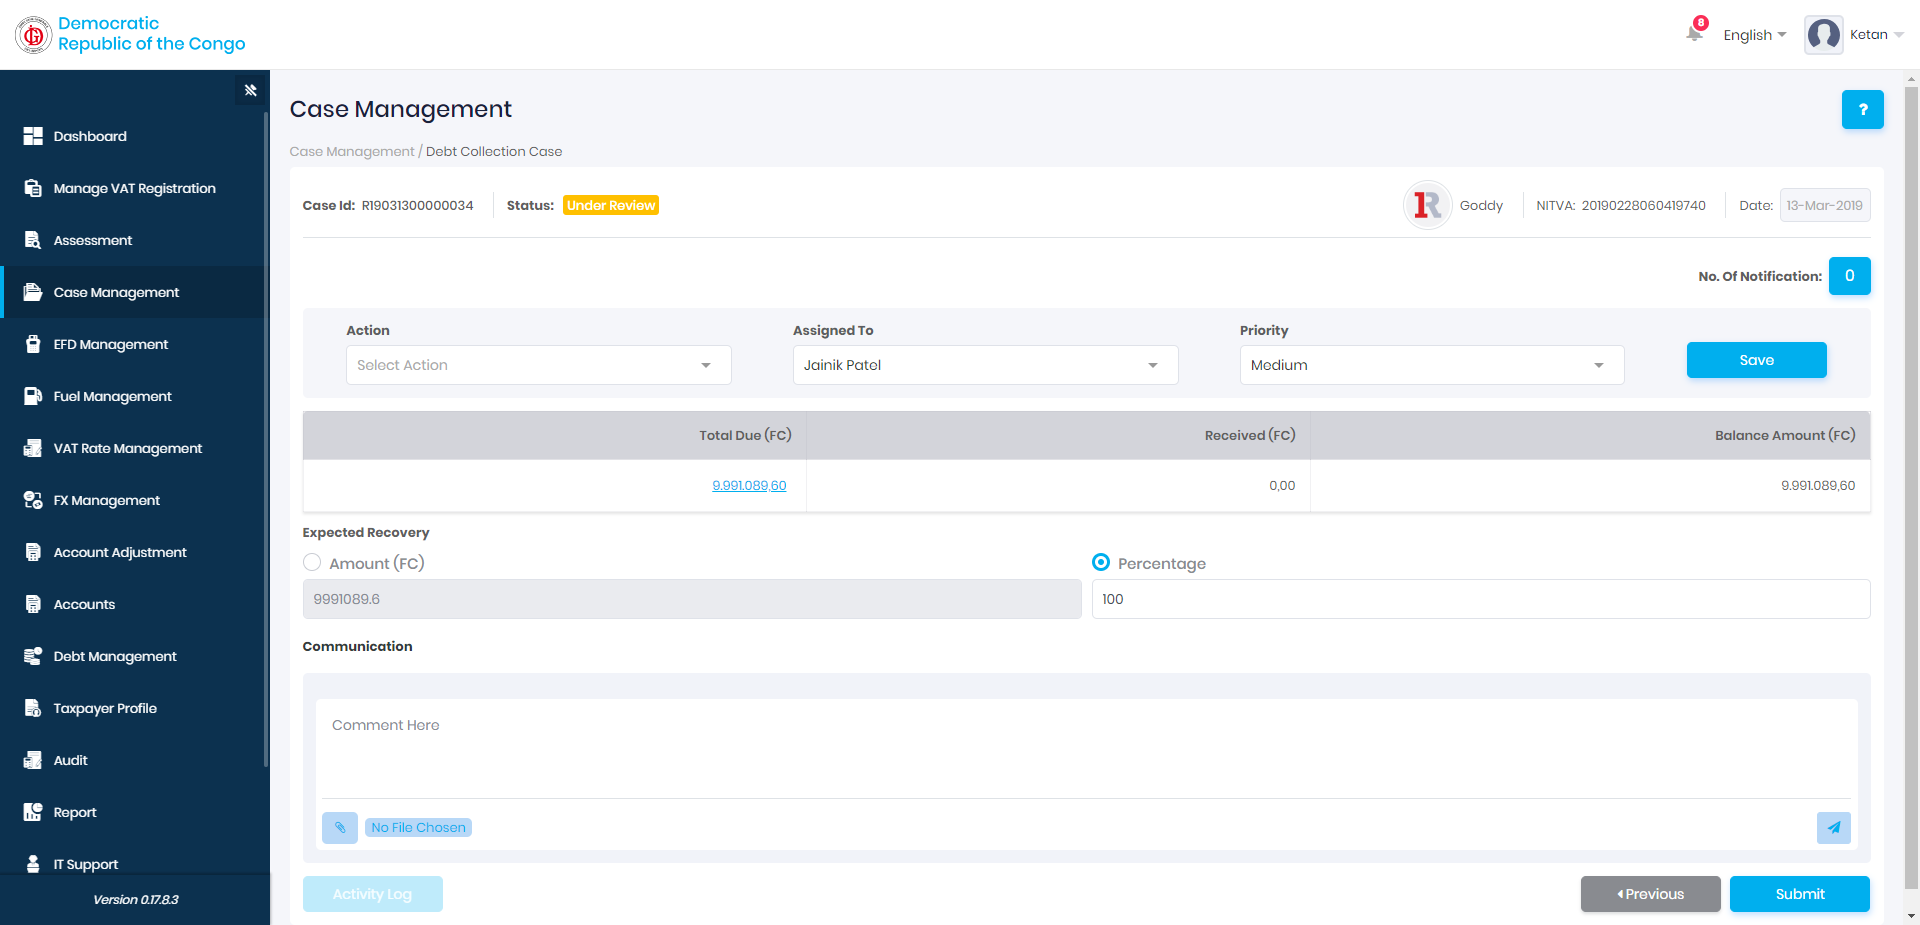 Democratic
Republic of the Congo
8
English
Ketan
Dashboard
Manage VAT Registration
Assessment
Case Management
EFD Management
Fuel Management
VAT Rate Management
FX Management
Account Adjustment
Accounts
Debt Management
Taxpayer Profile
Audit
Report
IT Support
Version 0.17.8.3
Case Management
?
Case Management / Debt Collection Case
Case Id: R19031300000034 Status: Under Review
Goddy NITVA: 20190228060419740 Date: 13-Mar-2019
No. Of Notification: 0
Action Assigned To Priority
Select Action Jainik Patel Medium Save
Total Due (FC) Received (FC) Balance Amount (FC)
9.991.089,60 0,00 9.991.089,60
Expected Recovery
Amount (FC) Percentage
9991089.6 100
Communication
Comment Here
No File Chosen
Activity Log Previous Submit